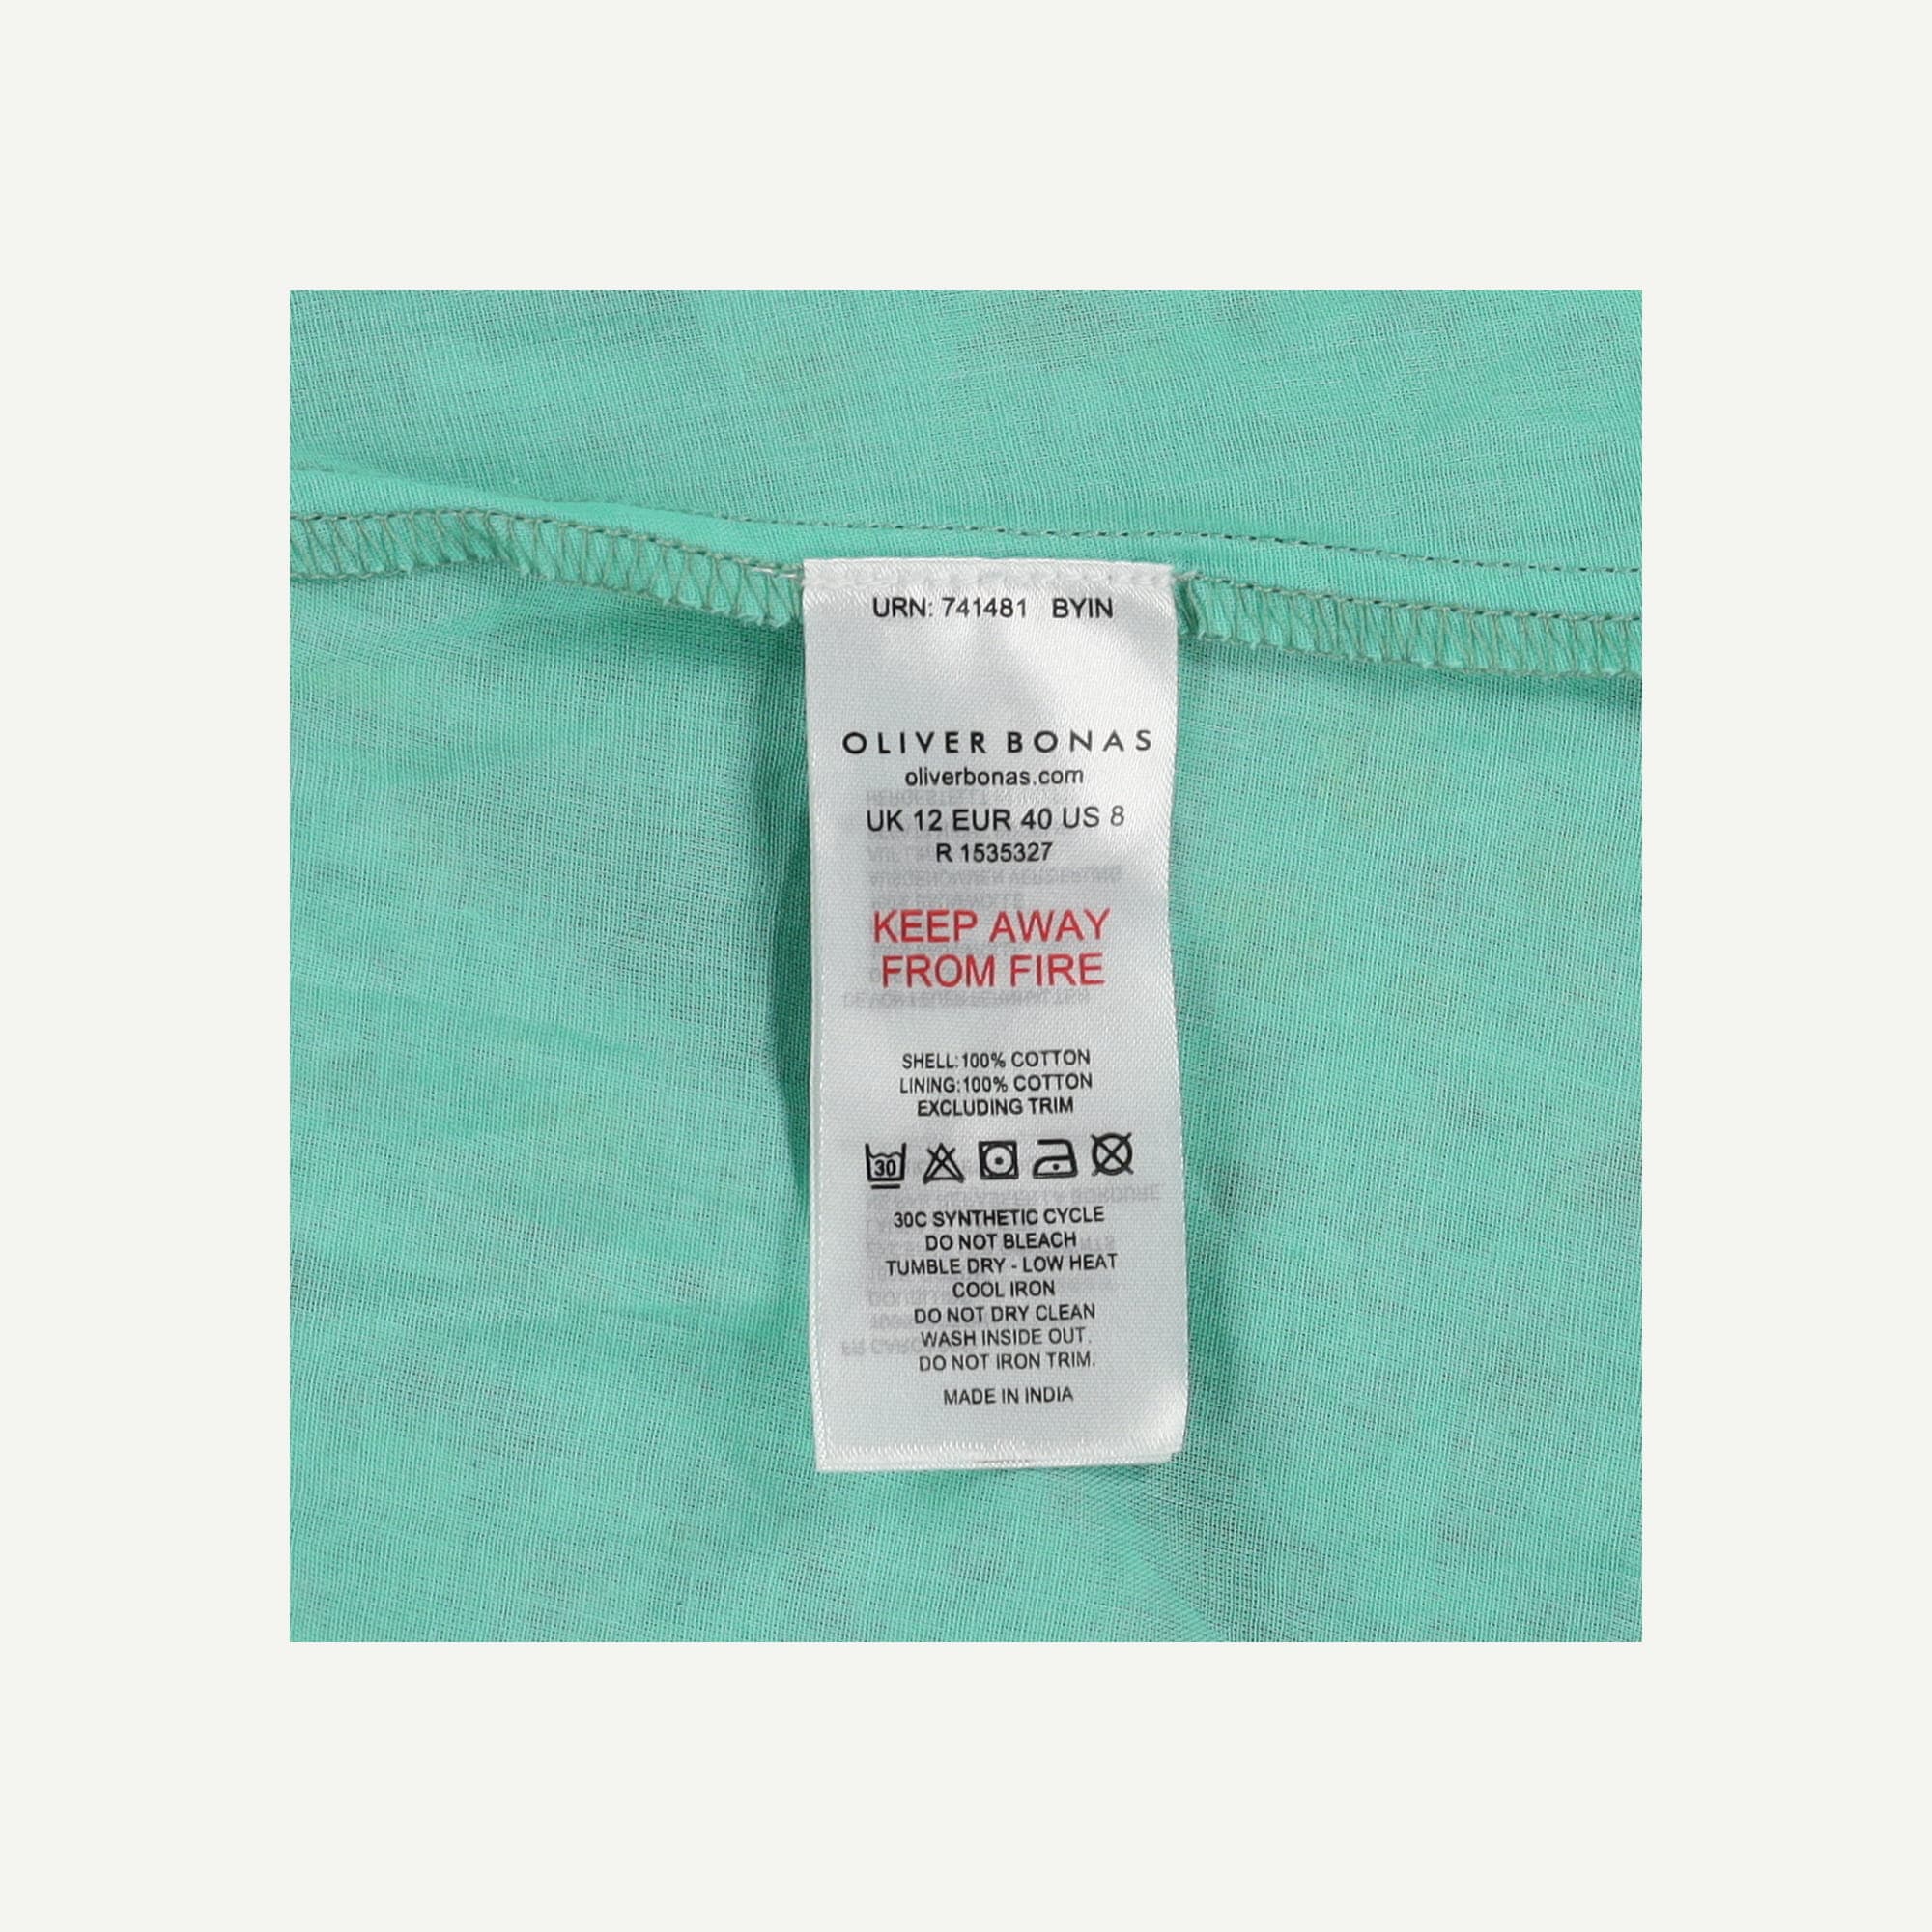 URN: 741481 BYIN
OLIVER BONAS
oliverbonas.com
UK 12 EUR 40 US 8
R 1535327
KEEP AWAY
FROM FIRE
SHELL:100% COTTON
LINING:100% COTTON
EXCLUDING TRIM
30
30C SYNTHETIC CYCLE
DO NOT BLEACH
TUMBLE DRY - LOW HEAT
COOL IRON
DO NOT DRY CLEAN
WASH INSIDE OUT.
DO NOT IRON TRIM.
MADE IN INDIA